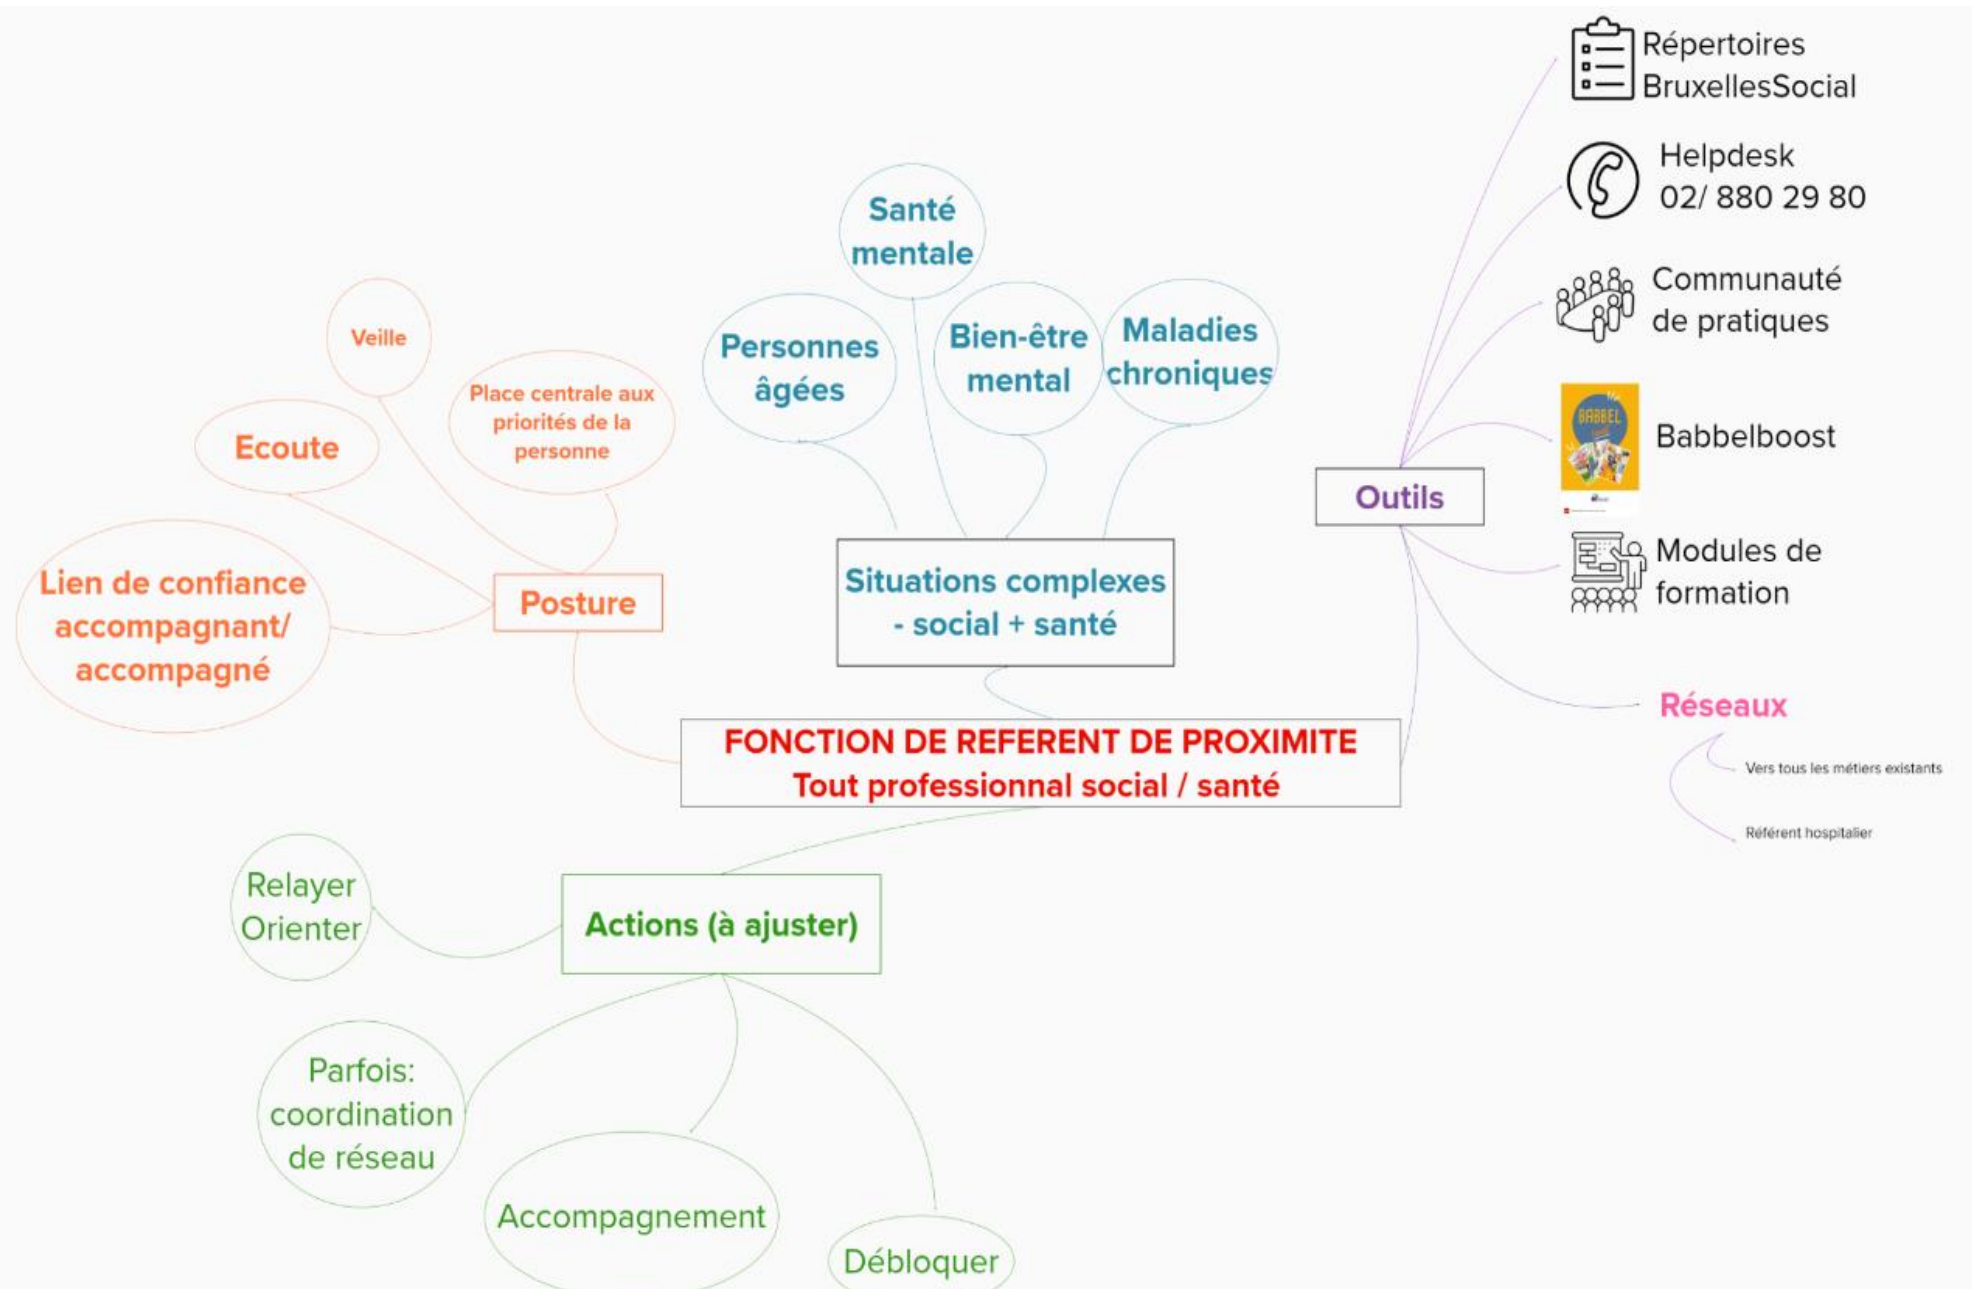 Répertoires
BruxellesSocial
Helpdesk
02/ 880 29 80
Communauté
de pratiques
BABBEL
Babbelboost
Modules de
formation
Outils
Réseaux
Vers tous les métiers existants
Référent hospitalier
Santé
mentale
Personnes
âgées
Bien-être
mental
Maladies
chroniques
Situations complexes
- social + santé
Veille
Place centrale aux
priorités de la
personne
Ecoute
Lien de confiance
accompagnant/
accompagné
Posture
FONCTION DE REFERENT DE PROXIMITE
Tout professionnal social / santé
Actions (à ajuster)
Relayer
Orienter
Parfois:
coordination
de réseau
Accompagnement
Débloquer